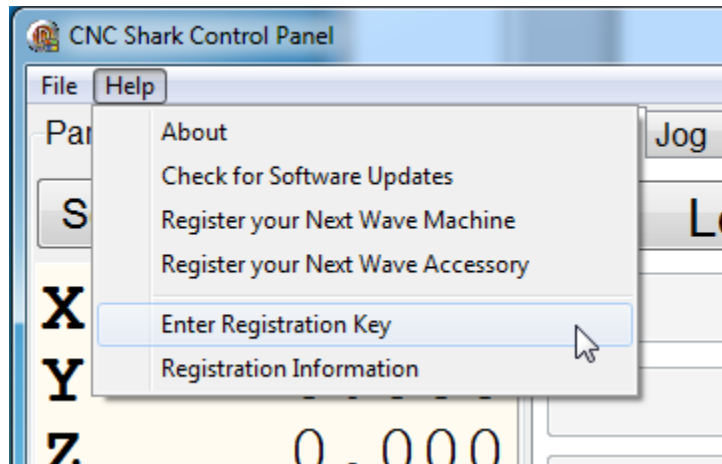 CNC Shark Control Panel
File Help
About
Jog
Check for Software Updates
Register your Next Wave Machine
Register your Next Wave Accessory
X
Enter Registration Key
Registration Information
Y
Z 0.000